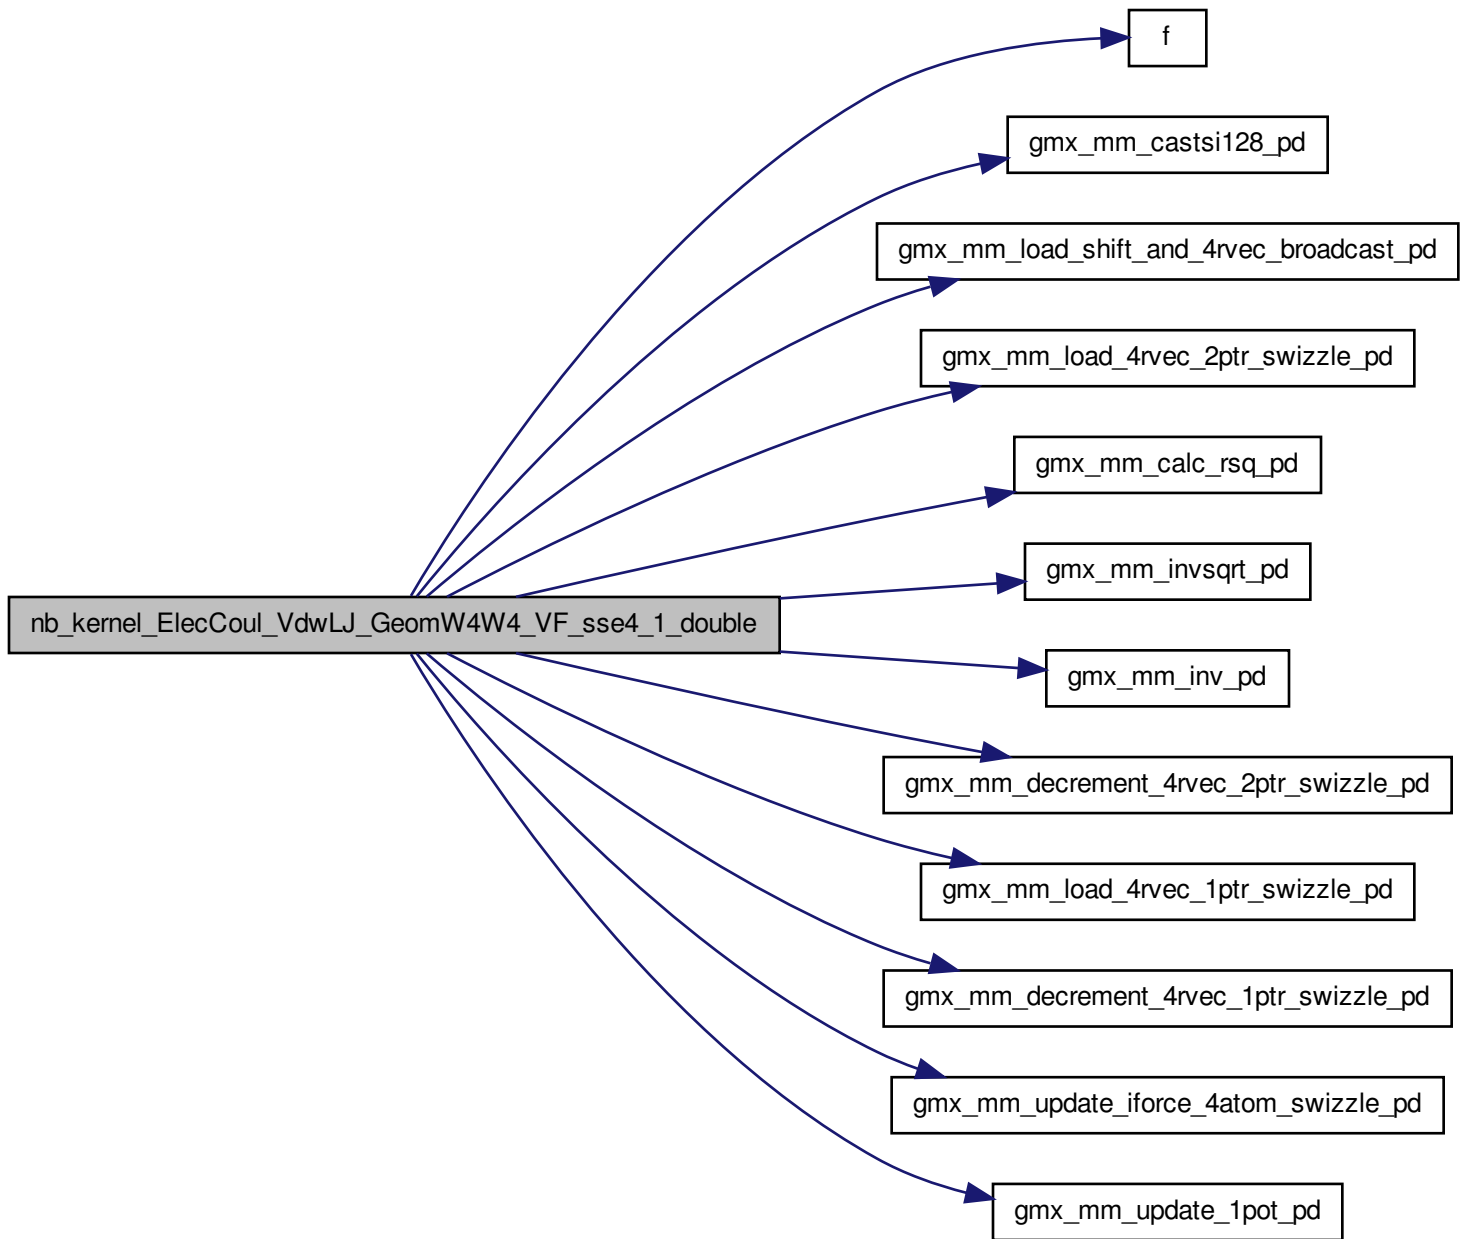 f
gmx_mm_castsi128_pd
gmx_mm_load_shift_and_4rvec_broadcast_pd
gmx_mm_load_4rvec_2ptr_swizzle_pd
gmx_mm_calc_rsq_pd
gmx_mm_invsqrt_pd
nb_kernel_ElecCoul_VdwLJ_GeomW4W4_VF_sse4_1_double
gmx_mm_inv_pd
gmx_mm_decrement_4rvec_2ptr_swizzle_pd
gmx_mm_load_4rvec_1ptr_swizzle_pd
gmx_mm_decrement_4rvec_1ptr_swizzle_pd
gmx_mm_update_iforce_4atom_swizzle_pd
gmx_mm_update_1pot_pd